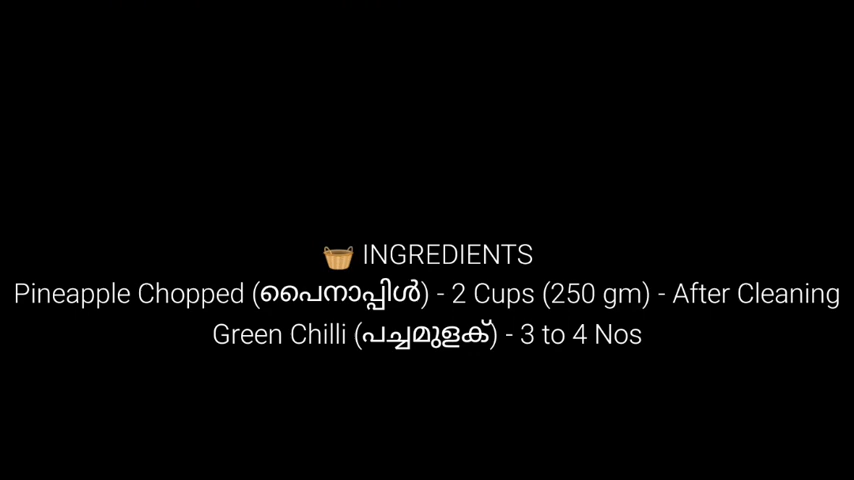 🧺 INGREDIENTS
Pineapple Chopped (പൈനാപ്പിൾ) - 2 Cups (250 gm) - After Cleaning
Green Chilli (പച്ചമുളക്) - 3 to 4 Nos